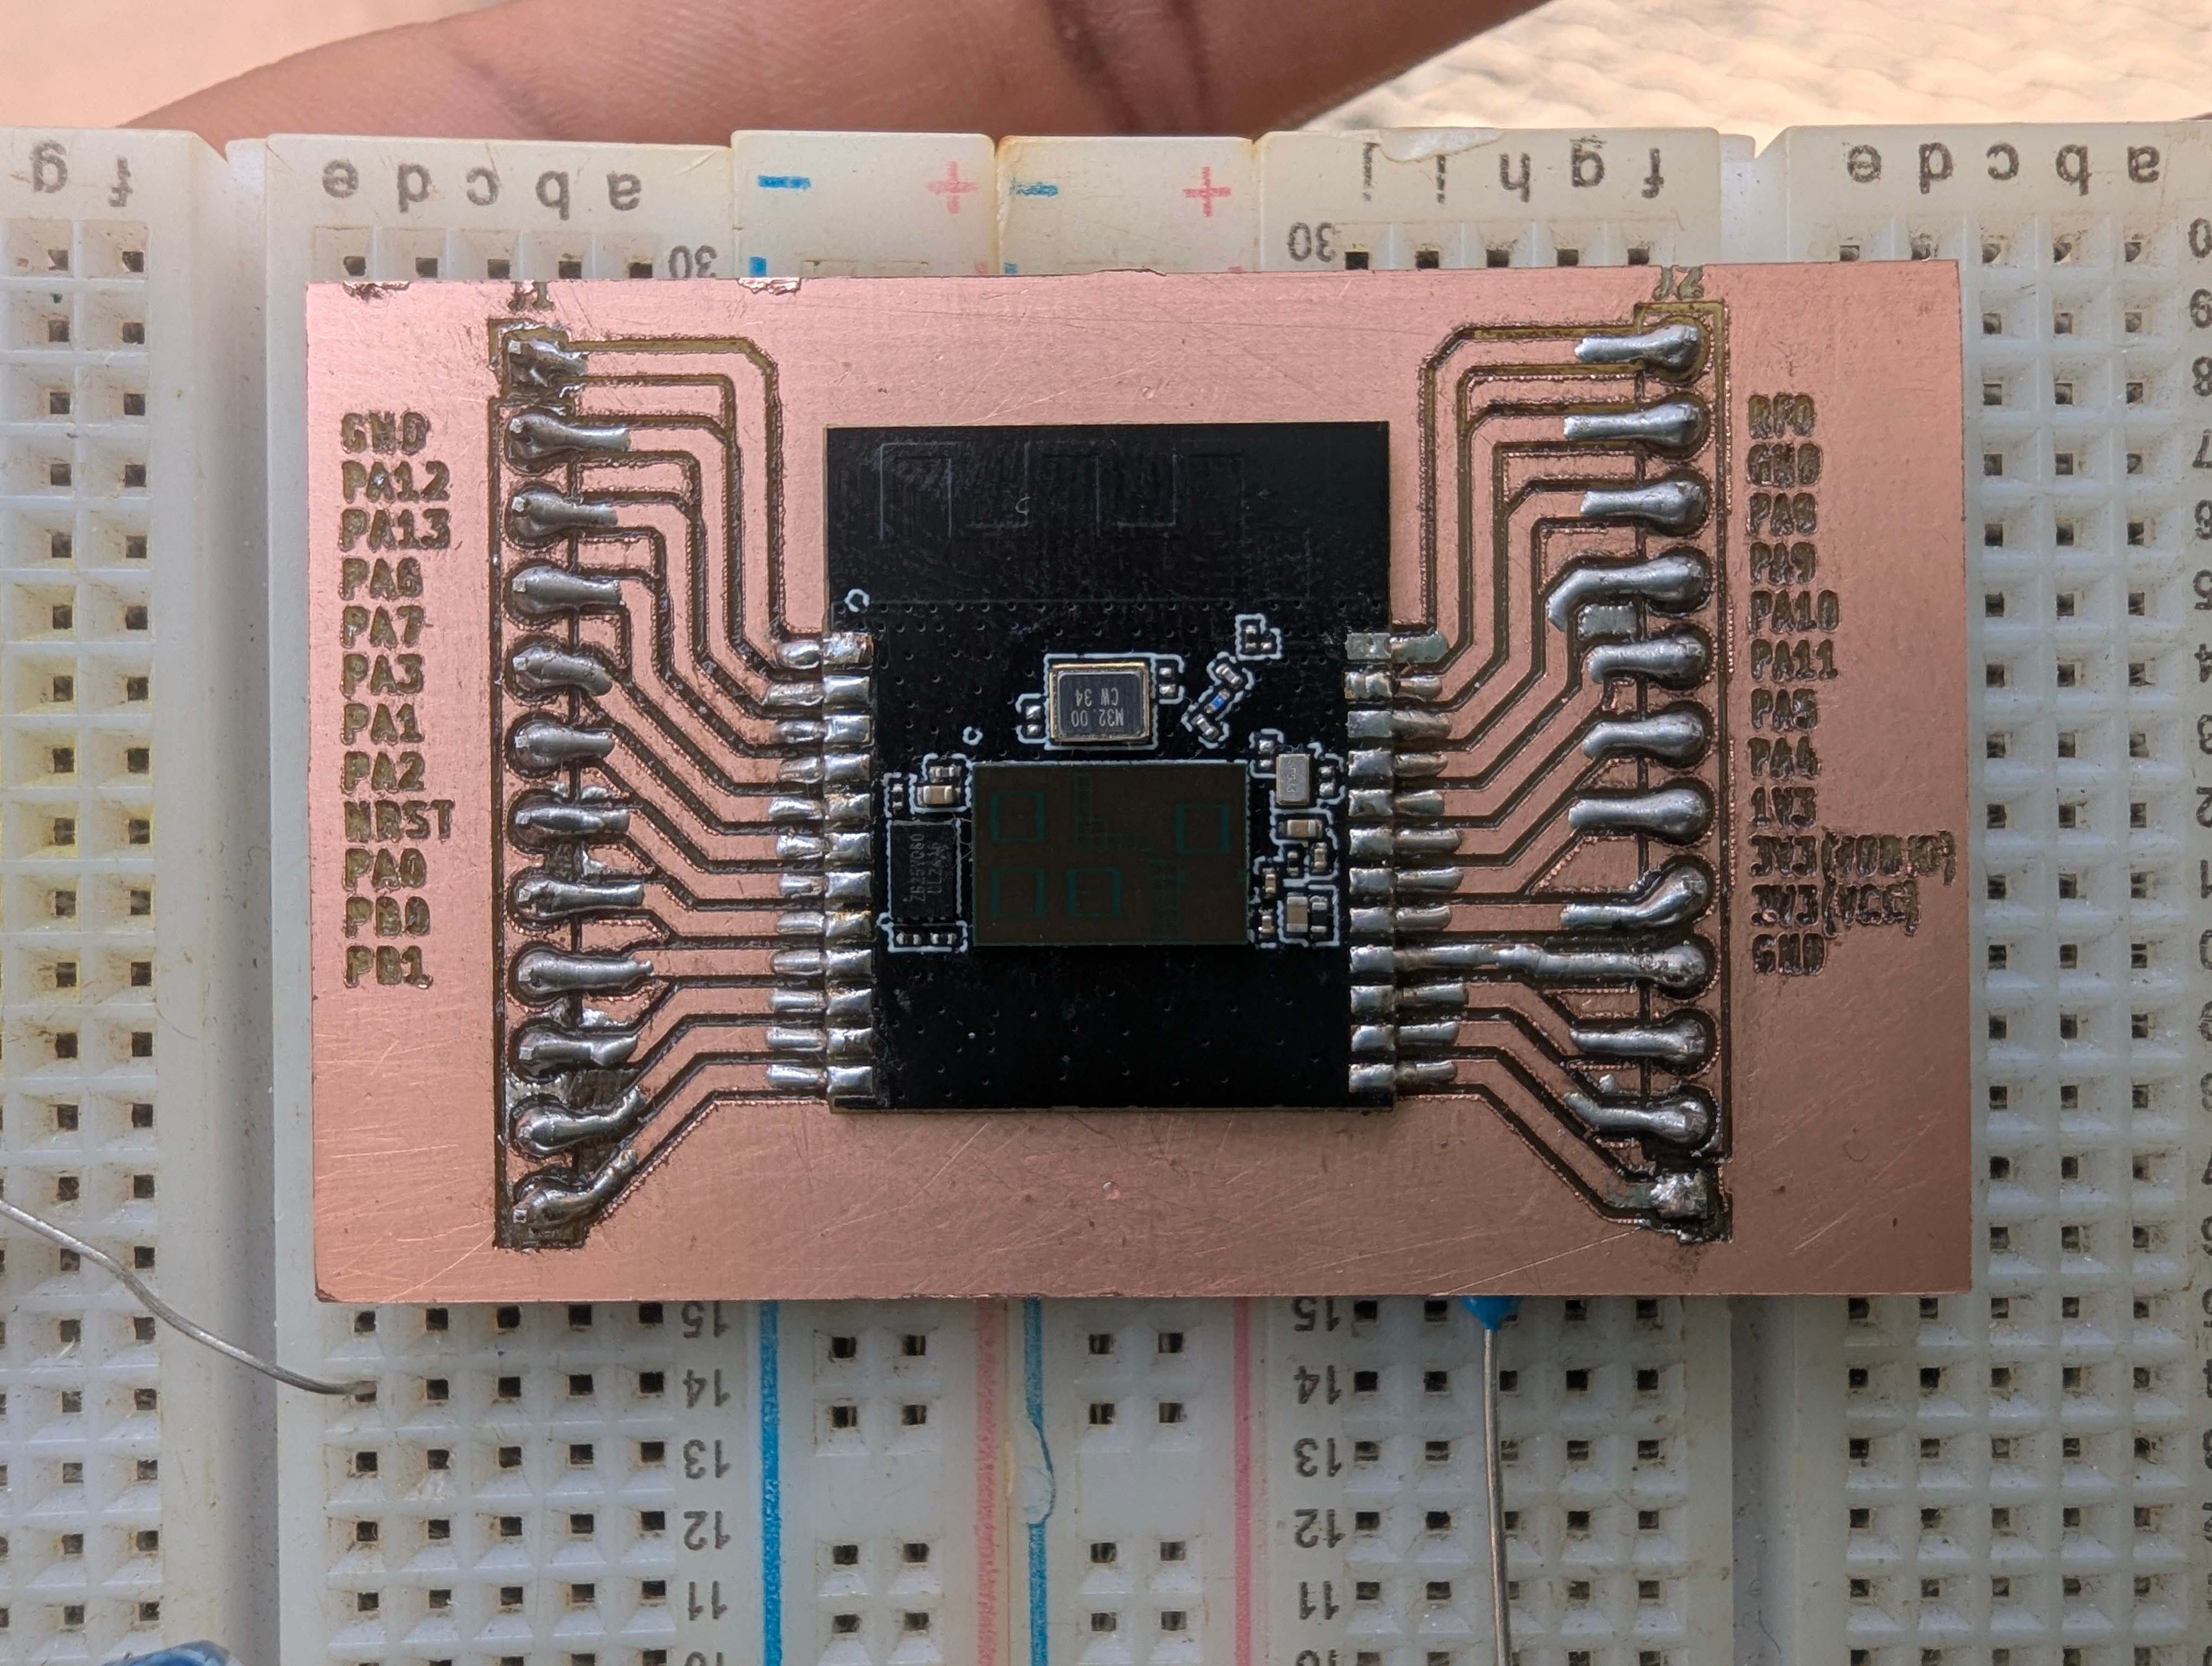 g f e d c b a - + - + j i h g f e d c b a
30 30
J1 J2
GND
PA12
PA13
PA6
PA7
PA3
PA1
PA2
NRST
PA0
PB0
PB1
M32.00
CW 34
RFO
GND
PA8
PA9
PA10
PA11
PA5
PA4
1V3
3V3(VCC)
GND
15 15
14 14
13 13
12 12
11 11